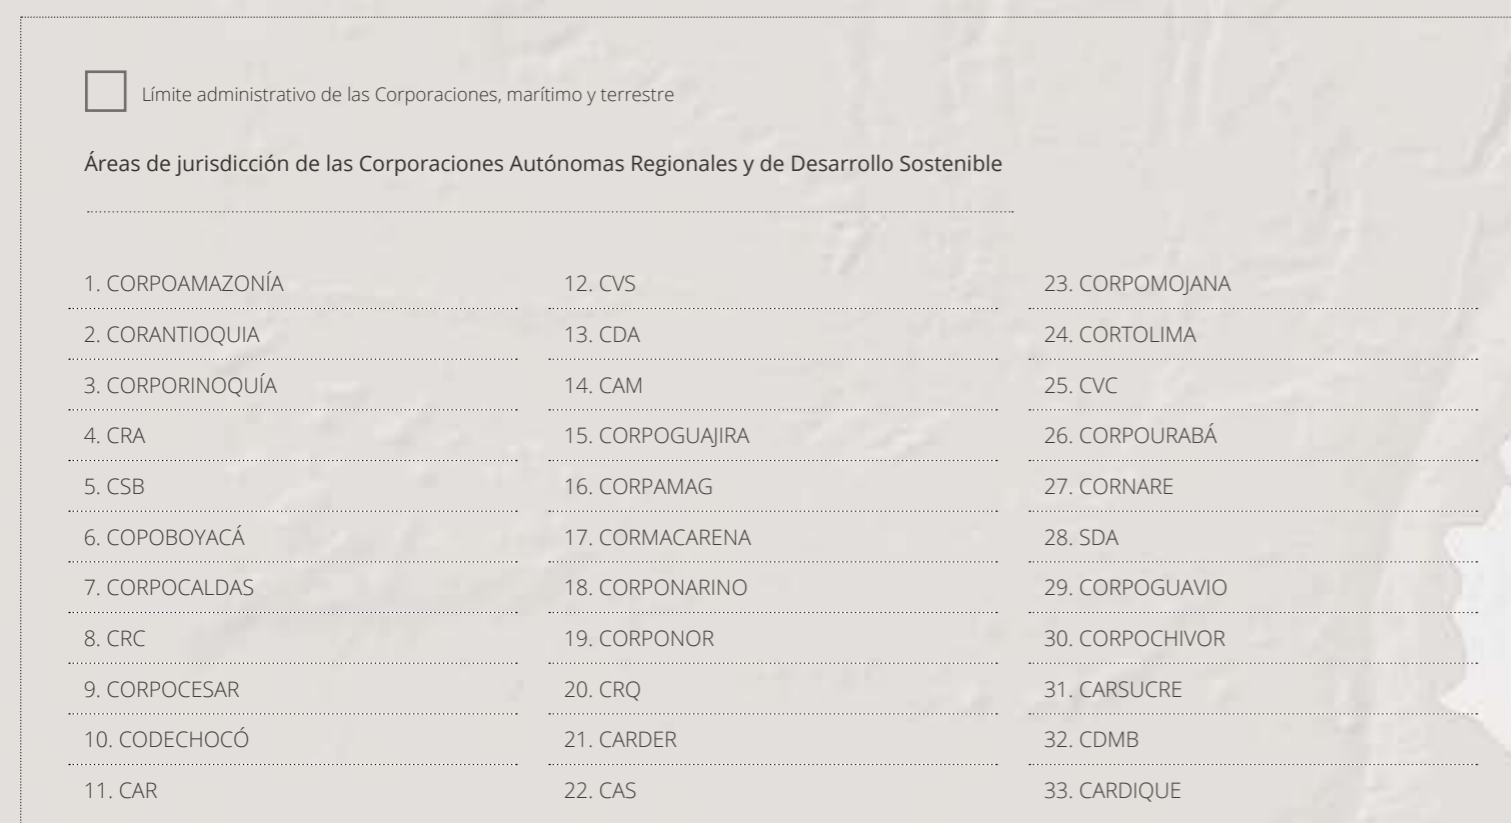 Límite administrativo de las Corporaciones, marítimo y terrestre
Áreas de jurisdicción de las Corporaciones Autónomas Regionales y de Desarrollo Sostenible
1. CORPOAMAZONÍA
2. CORANTIOQUIA
3. CORPORINOQUÍA
4. CRA
5. CSB
6. COPOBOYACÁ
7. CORPOCALDAS
8. CRC
9. CORPOCESAR
10. CODECHOCÓ
11. CAR
12. CVS
13. CDA
14. CAM
15. CORPOGUAJIRA
16. CORPAMAG
17. CORMACARENA
18. CORPONARINO
19. CORPONOR
20. CRQ
21. CARDER
22. CAS
23. CORPOMOJANA
24. CORTOLIMA
25. CVC
26. CORPOURABÁ
27. CORNARE
28. SDA
29. CORPOGUAVIO
30. CORPOCHIVOR
31. CARSUCRE
32. CDMB
33. CARDIQUE